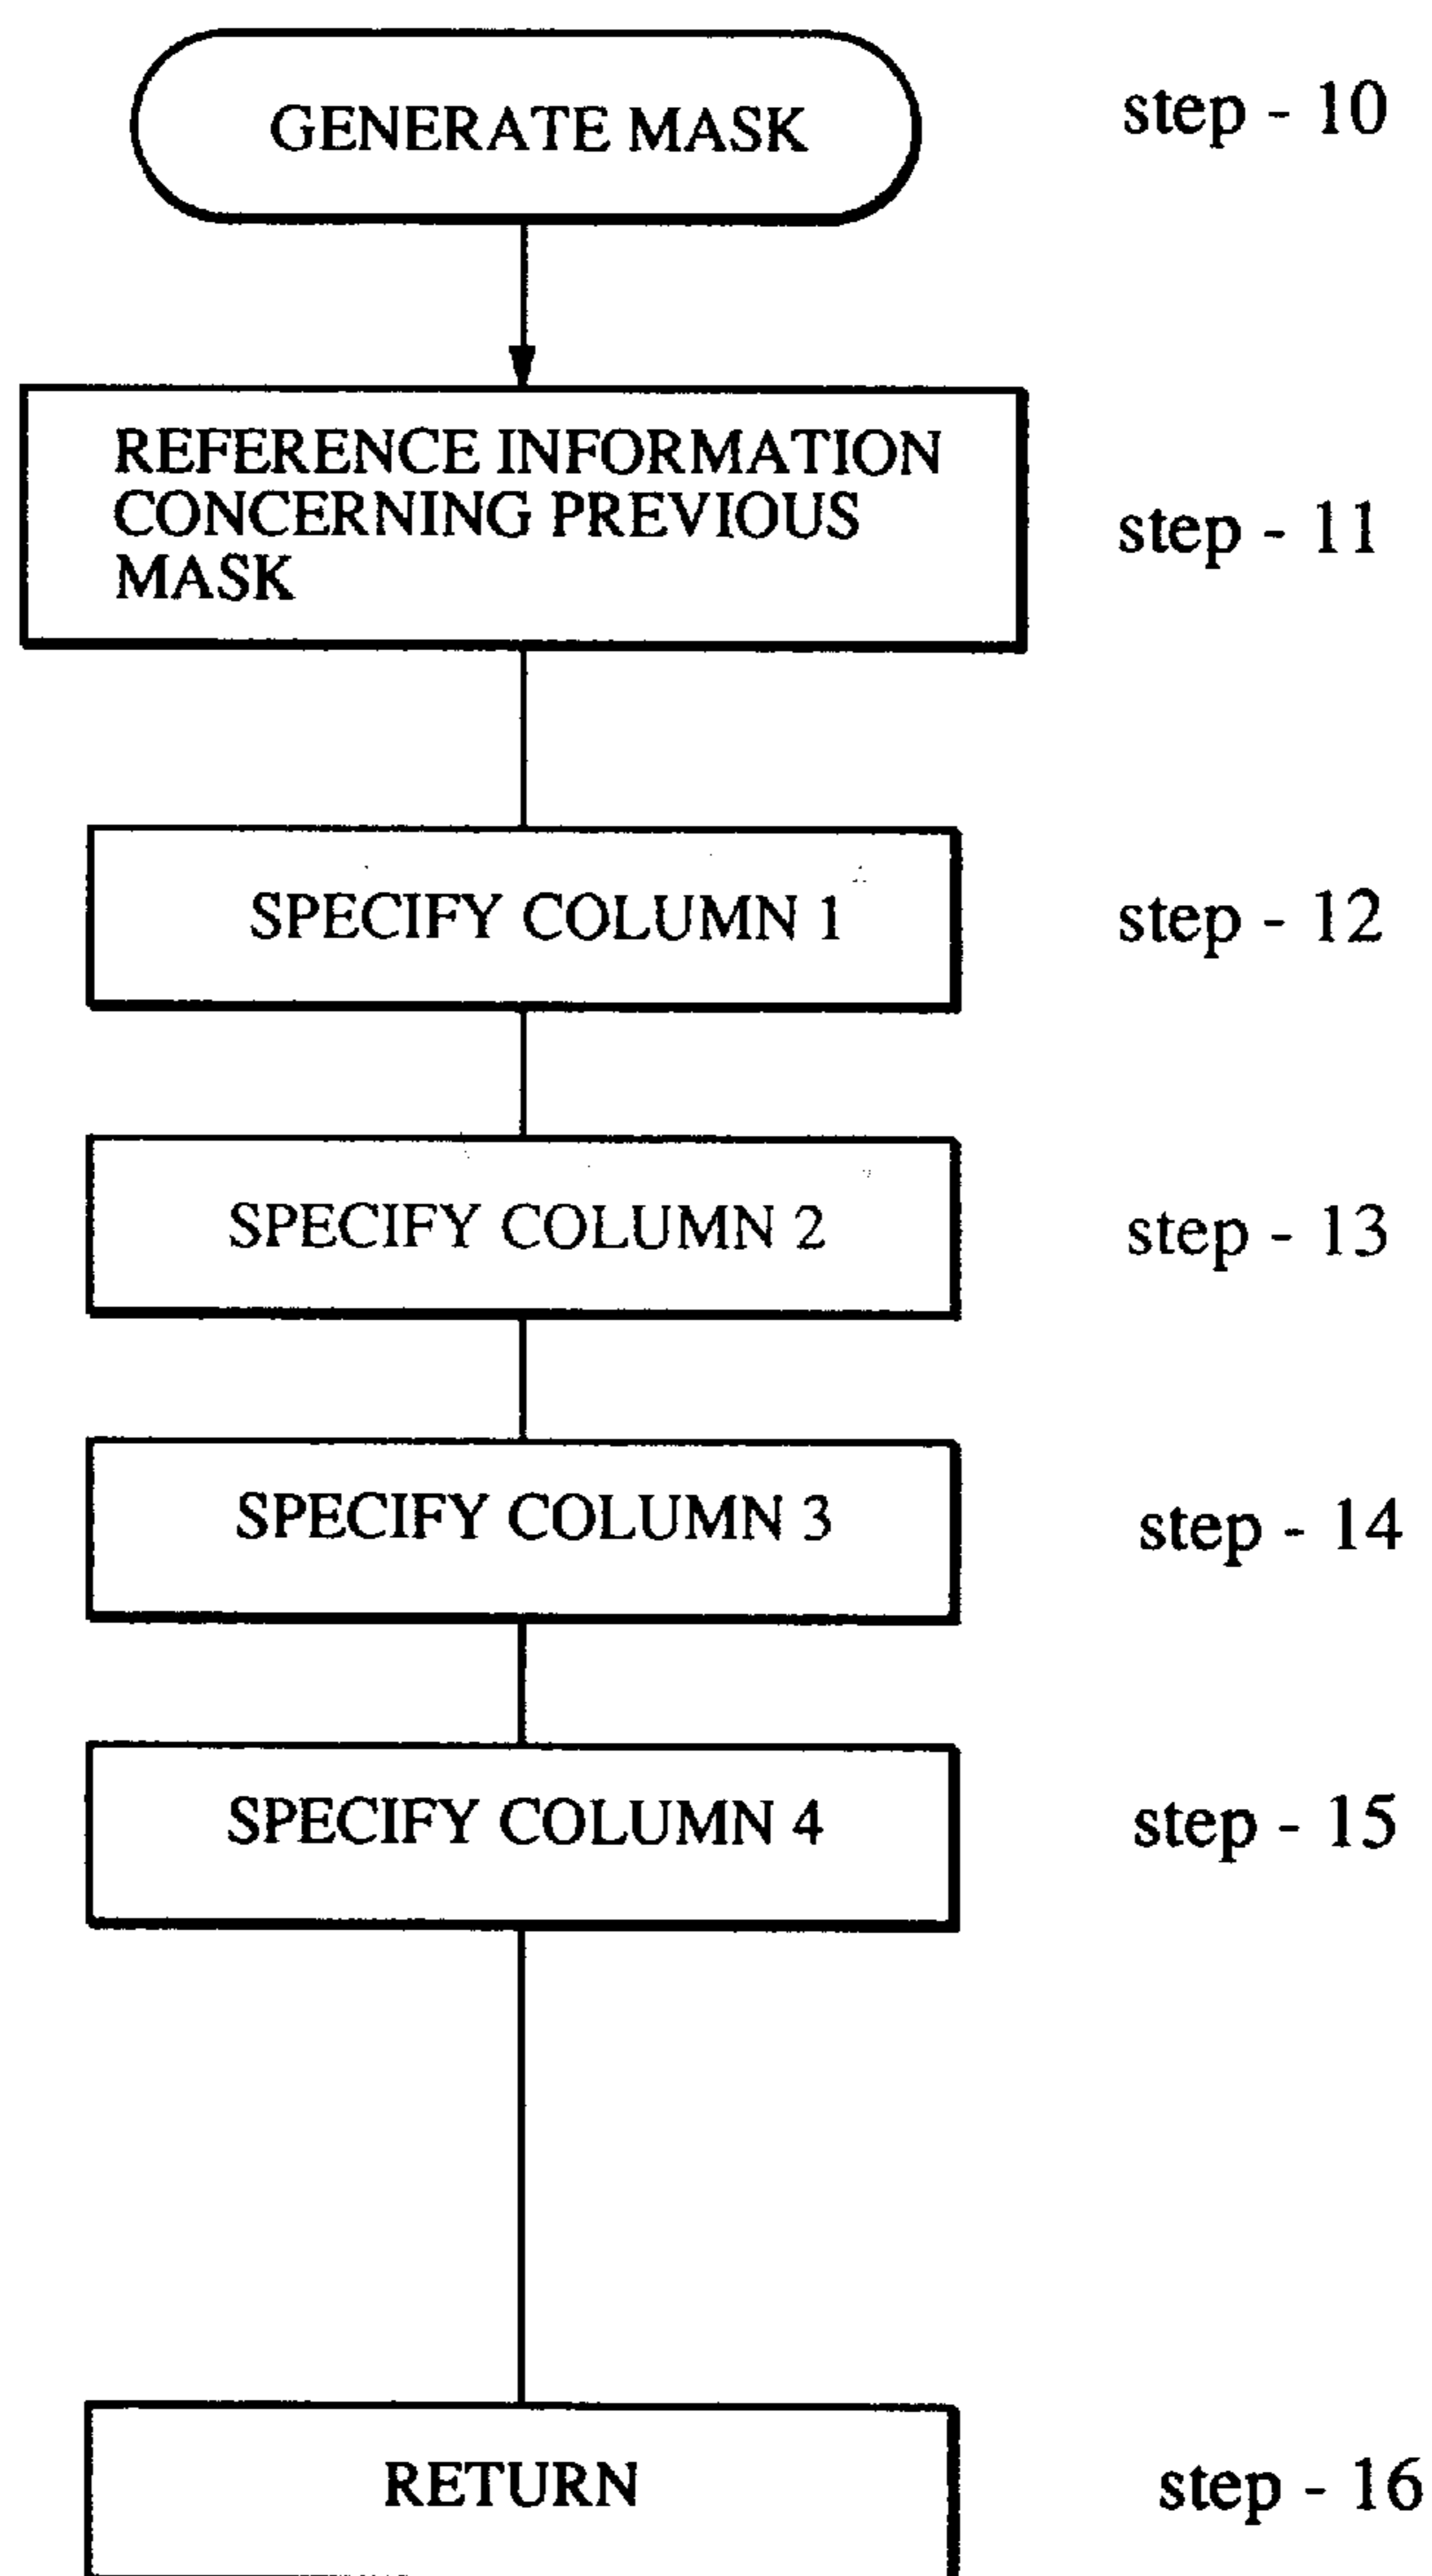 GENERATE MASK
step - 10
REFERENCE INFORMATION
CONCERNING PREVIOUS
MASK
step - 11
SPECIFY COLUMN 1
step - 12
SPECIFY COLUMN 2
step - 13
SPECIFY COLUMN 3
step - 14
SPECIFY COLUMN 4
step - 15
RETURN
step - 16